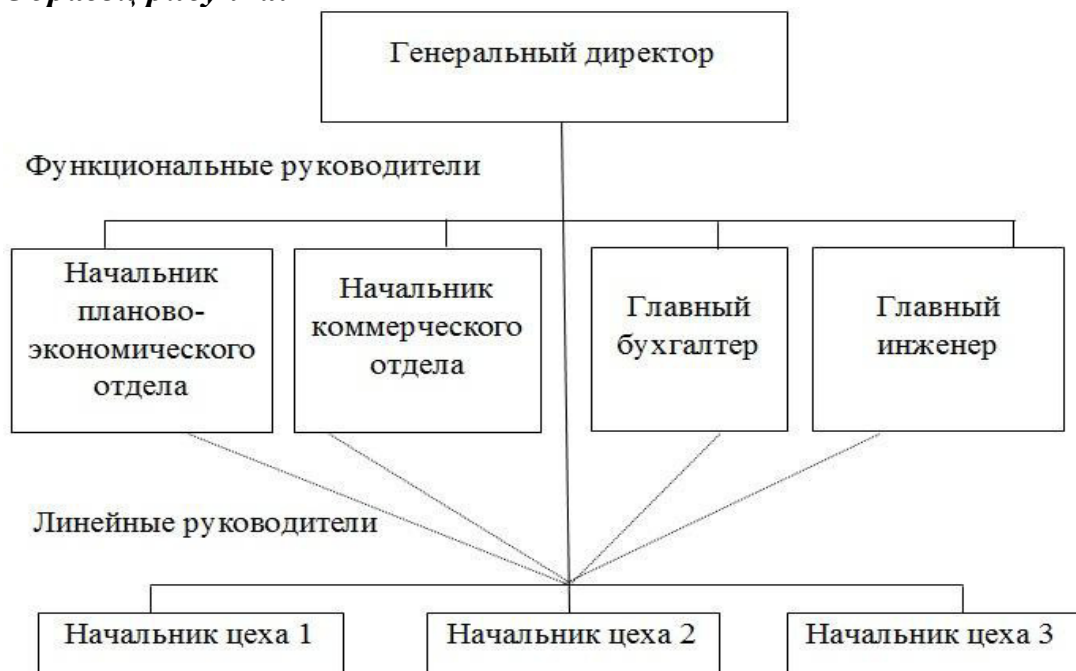 Генеральный директор
Функциональные руководители
Начальник
планово-
экономического
отдела
Начальник
коммерческого
отдела
Главный
бухгалтер
Главный
инженер
Линейные руководители
Начальник цеха 1
Начальник цеха 2
Начальник цеха 3